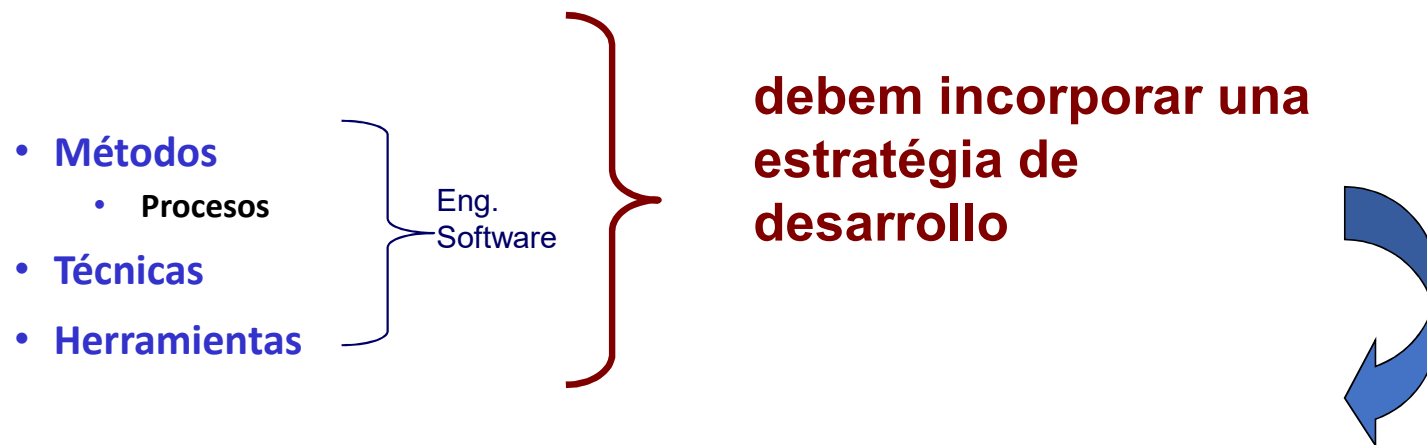 • Métodos
• Procesos
• Técnicas
• Herramientas
Eng.
Software
debem incorporar una
estratégia de
desarrollo